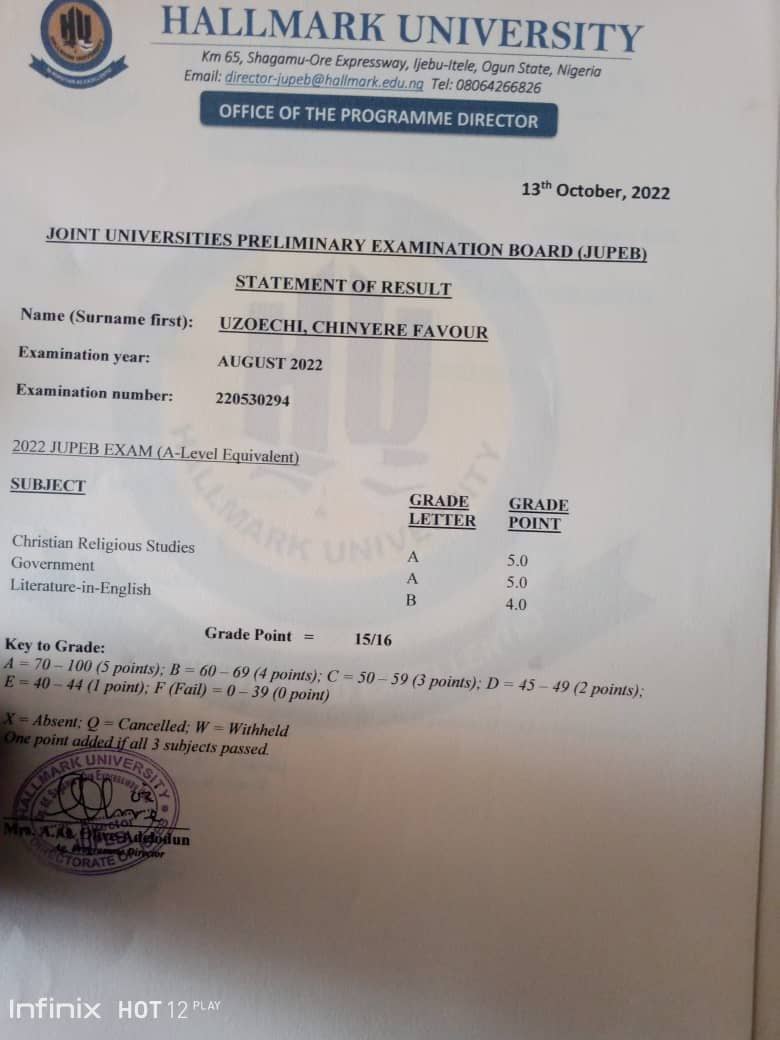 HALLMARK UNIVERSITY
Km 65, Shagamu-Ore Expressway, Ijebu-Itele, Ogun State, Nigeria
Email: director-jupeb@hallmark.edu.ng Tel: 08064266826
OFFICE OF THE PROGRAMME DIRECTOR
13th October, 2022
JOINT UNIVERSITIES PRELIMINARY EXAMINATION BOARD (JUPEB)
STATEMENT OF RESULT
Name (Surname first): UZOECHI, CHINYERE FAVOUR
Examination year: AUGUST 2022
Examination number: 220530294
2022 JUPEB EXAM (A-Level Equivalent)
SUBJECT GRADE LETTER GRADE POINT
Christian Religious Studies A 5.0
Government A 5.0
Literature-in-English B 4.0
Grade Point = 15/16
Key to Grade:
A = 70 – 100 (5 points); B = 60 – 69 (4 points); C = 50 – 59 (3 points); D = 45 – 49 (2 points);
E = 40 – 44 (1 point); F (Fail) = 0 – 39 (0 point)
X = Absent; Q = Cancelled; W = Withheld
One point added if all 3 subjects passed.
HALLMARK UNIVERSITY
Mrs. Olive Adelodun
Ag. Programme Director
HALLMARK UNIVERSITY
Infinix HOT 12 PLAY